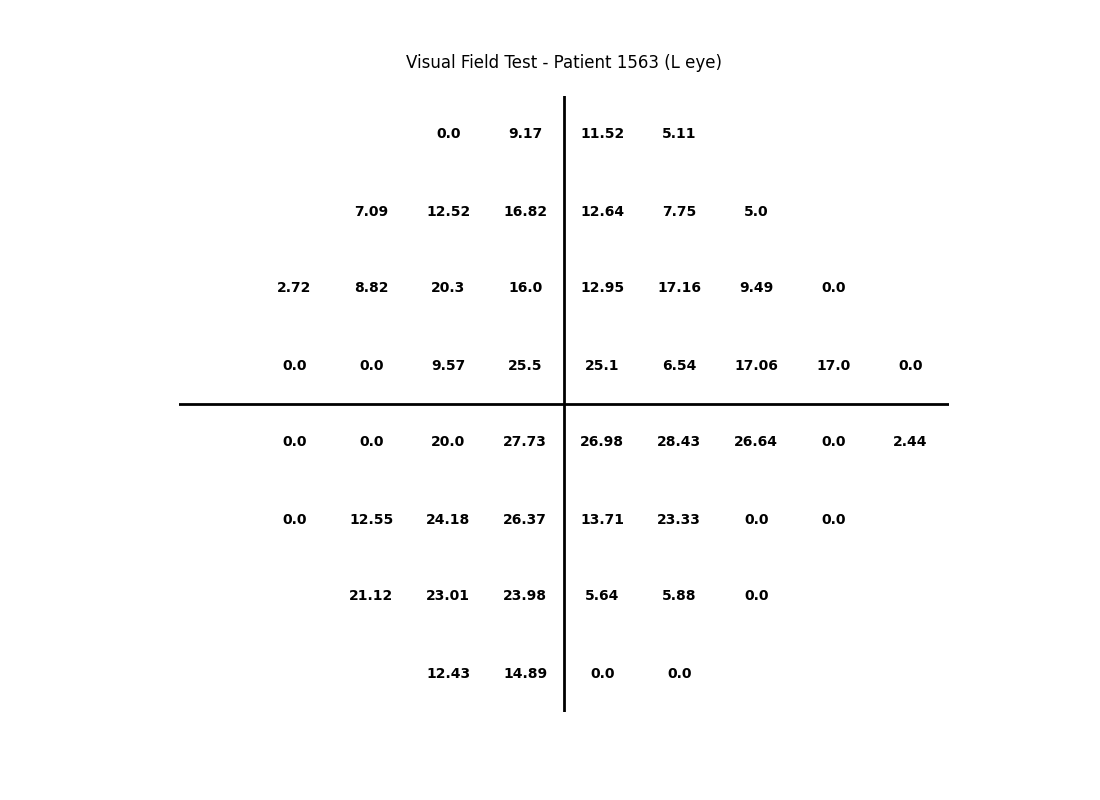 Visual Field Test - Patient 1563 (L eye)
0.0 9.17 11.52 5.11
7.09 12.52 16.82 12.64 7.75 5.0
2.72 8.82 20.3 16.0 12.95 17.16 9.49 0.0
0.0 0.0 9.57 25.5 25.1 6.54 17.06 17.0 0.0
0.0 0.0 20.0 27.73 26.98 28.43 26.64 0.0 2.44
0.0 12.55 24.18 26.37 13.71 23.33 0.0 0.0
21.12 23.01 23.98 5.64 5.88 0.0
12.43 14.89 0.0 0.0